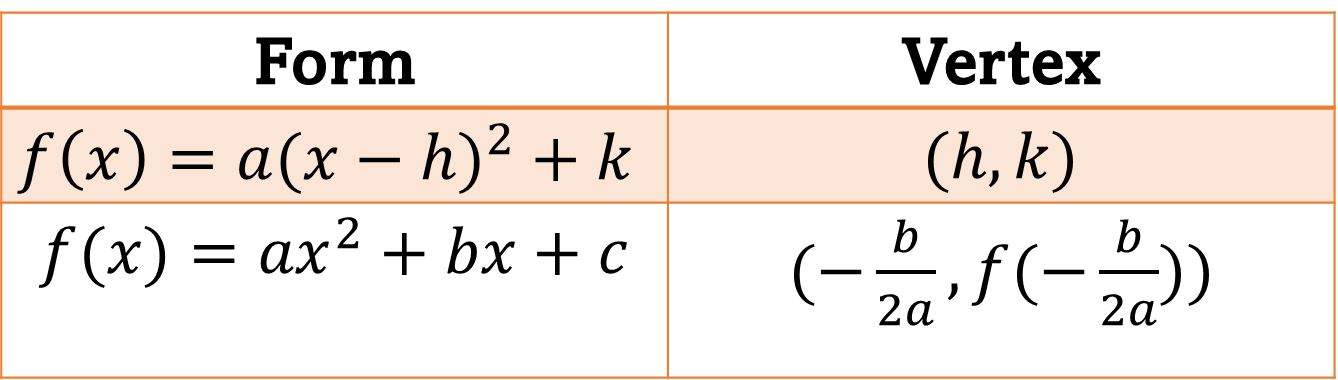 Form Vertex
f(x) = a(x − h)² + k (h, k)
f(x) = ax² + bx + c (−b/2a, f(−b/2a))